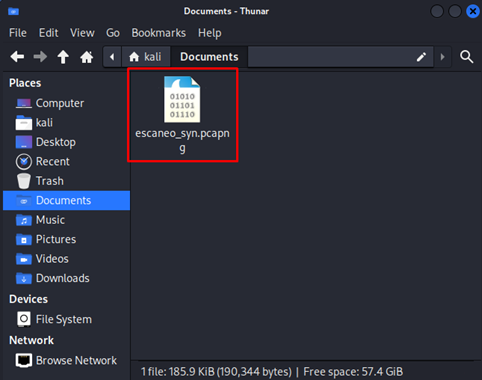 Documents - Thunar
File Edit View Go Bookmarks Help
kali Documents
Places
Computer
kali
Desktop
Recent
Trash
Documents
Music
Pictures
Videos
Downloads
Devices
File System
Network
Browse Network
01010
01101
01110
escaneo_syn.pcapn
g
1 file: 185.9 KiB (190,344 bytes) | Free space: 57.4 GiB